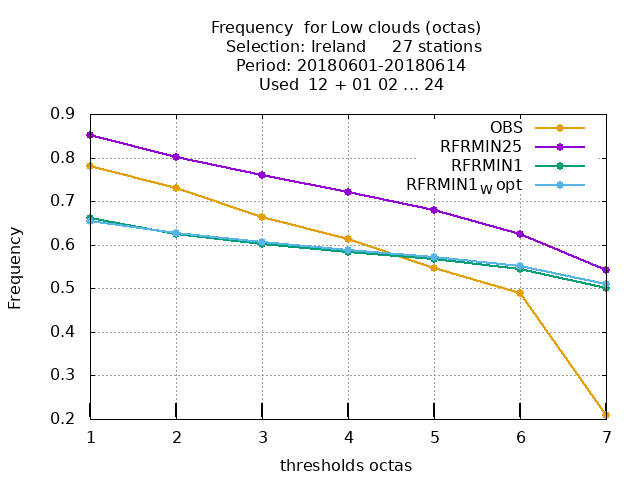 Frequency  for Low clouds (octas)
Selection: Ireland     27 stations
Period: 20180601-20180614
Used  12 + 01 02 ... 24
OBS
RFRMIN25
RFRMIN1
RFRMIN1W opt
0.9
0.8
0.7
0.6
0.5
0.4
0.3
0.2
Frequency
1 2 3 4 5 6 7
thresholds octas